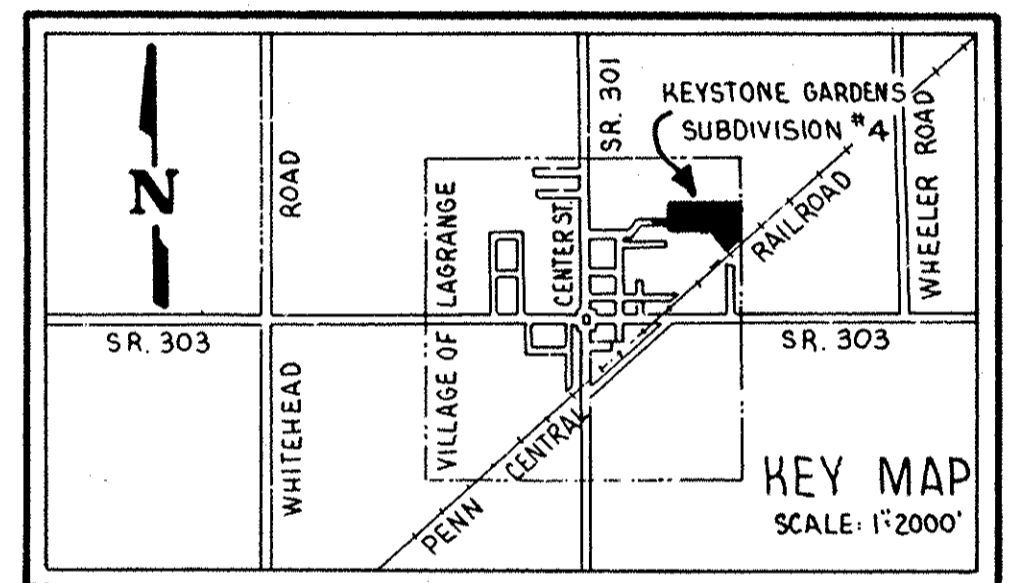 N
SR. 301
KEYSTONE GARDENS
SUBDIVISION #4
ROAD
VILLAGE OF LAGRANGE
CENTER ST.
RAILROAD
WHEELER ROAD
SR. 303
SR. 303
WHITEHEAD
PENN CENTRAL
KEY MAP
SCALE: 1"=2000'